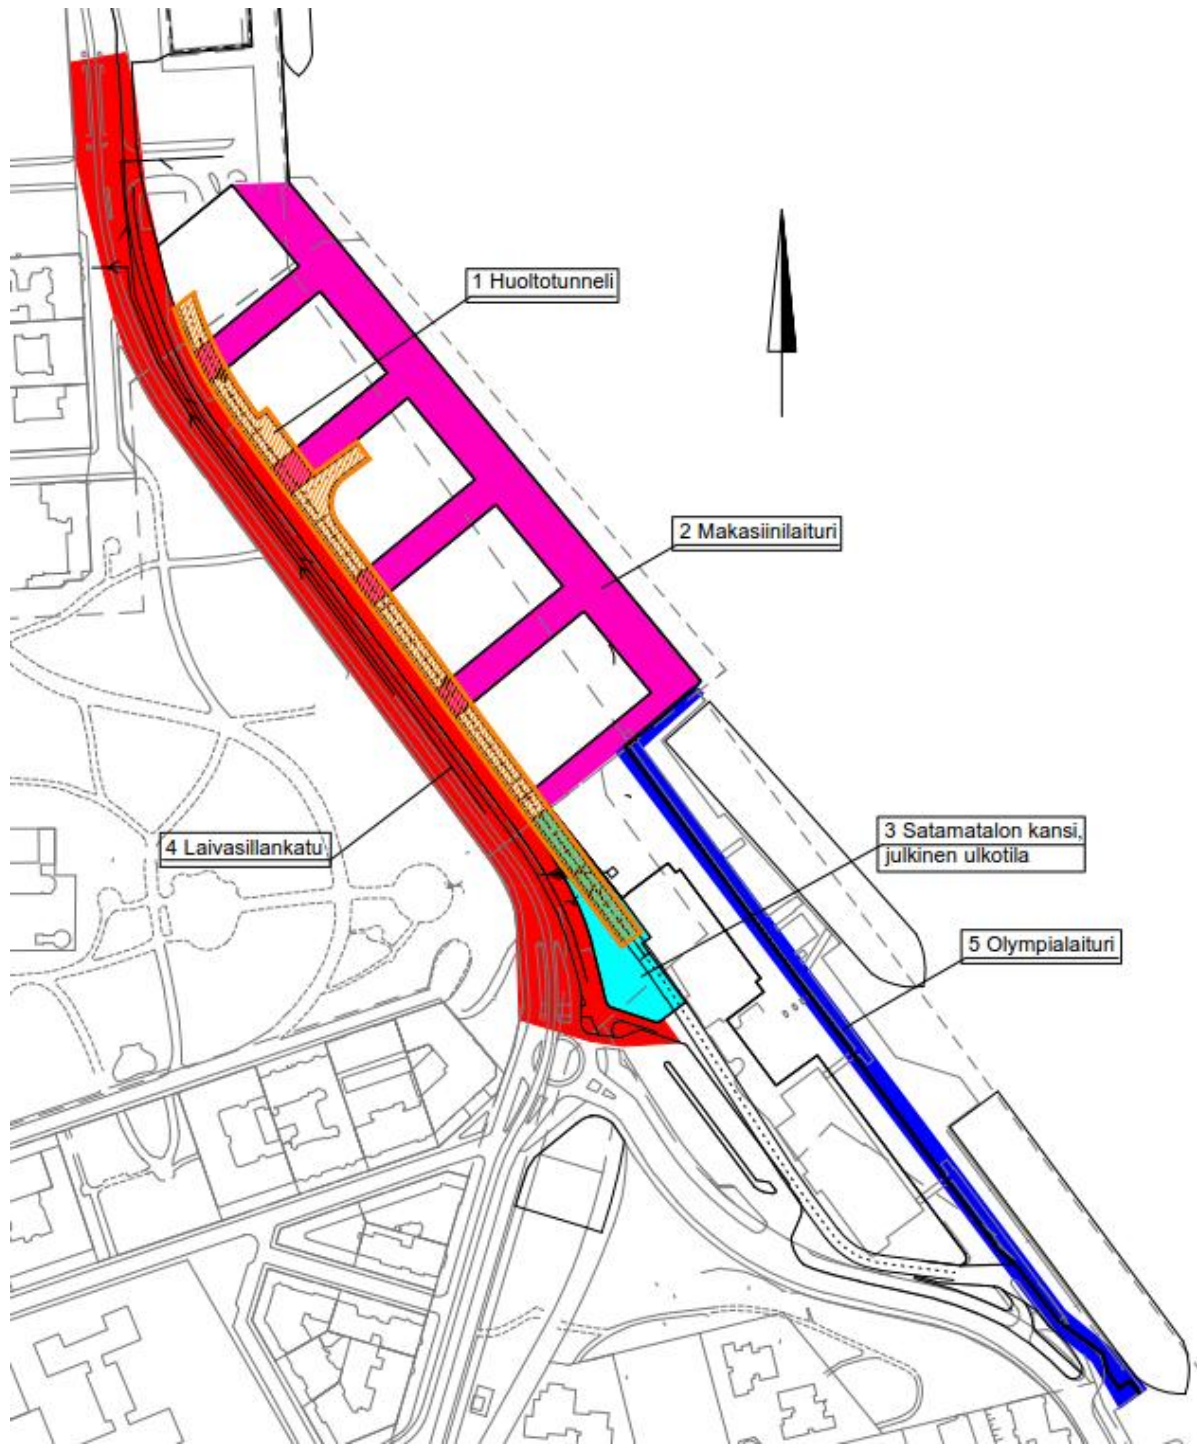 1 Huoltotunneli
2 Makasiinilaituri
3 Satamatalon kansi,
julkinen ulkotila
4 Laivasillankatu
5 Olympialaituri